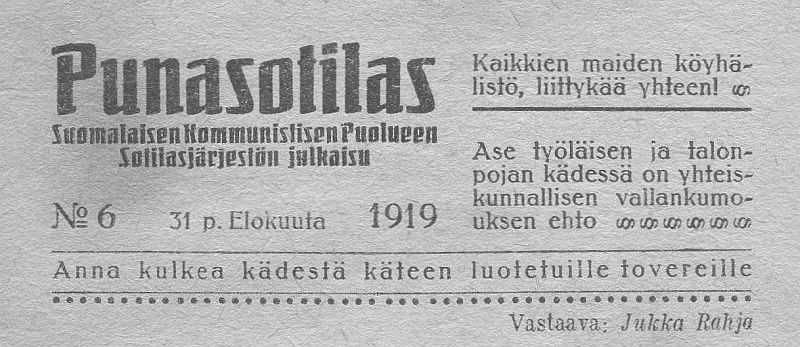 Punasotilas
Suomalaisen Kommunistisen Puolueen
Sotilasjärjestön julkaisu
№ 6 31 p. Elokuuta 1919
Kaikkien maiden köyhä-
listö, liittykää yhteen!
Ase työläisen ja talon-
pojan kädessä on yhteis-
kunnallisen vallankumo-
uksen ehto
Anna kulkea kädestä käteen luotetuille tovereille
Vastaava: Jukka Rahja